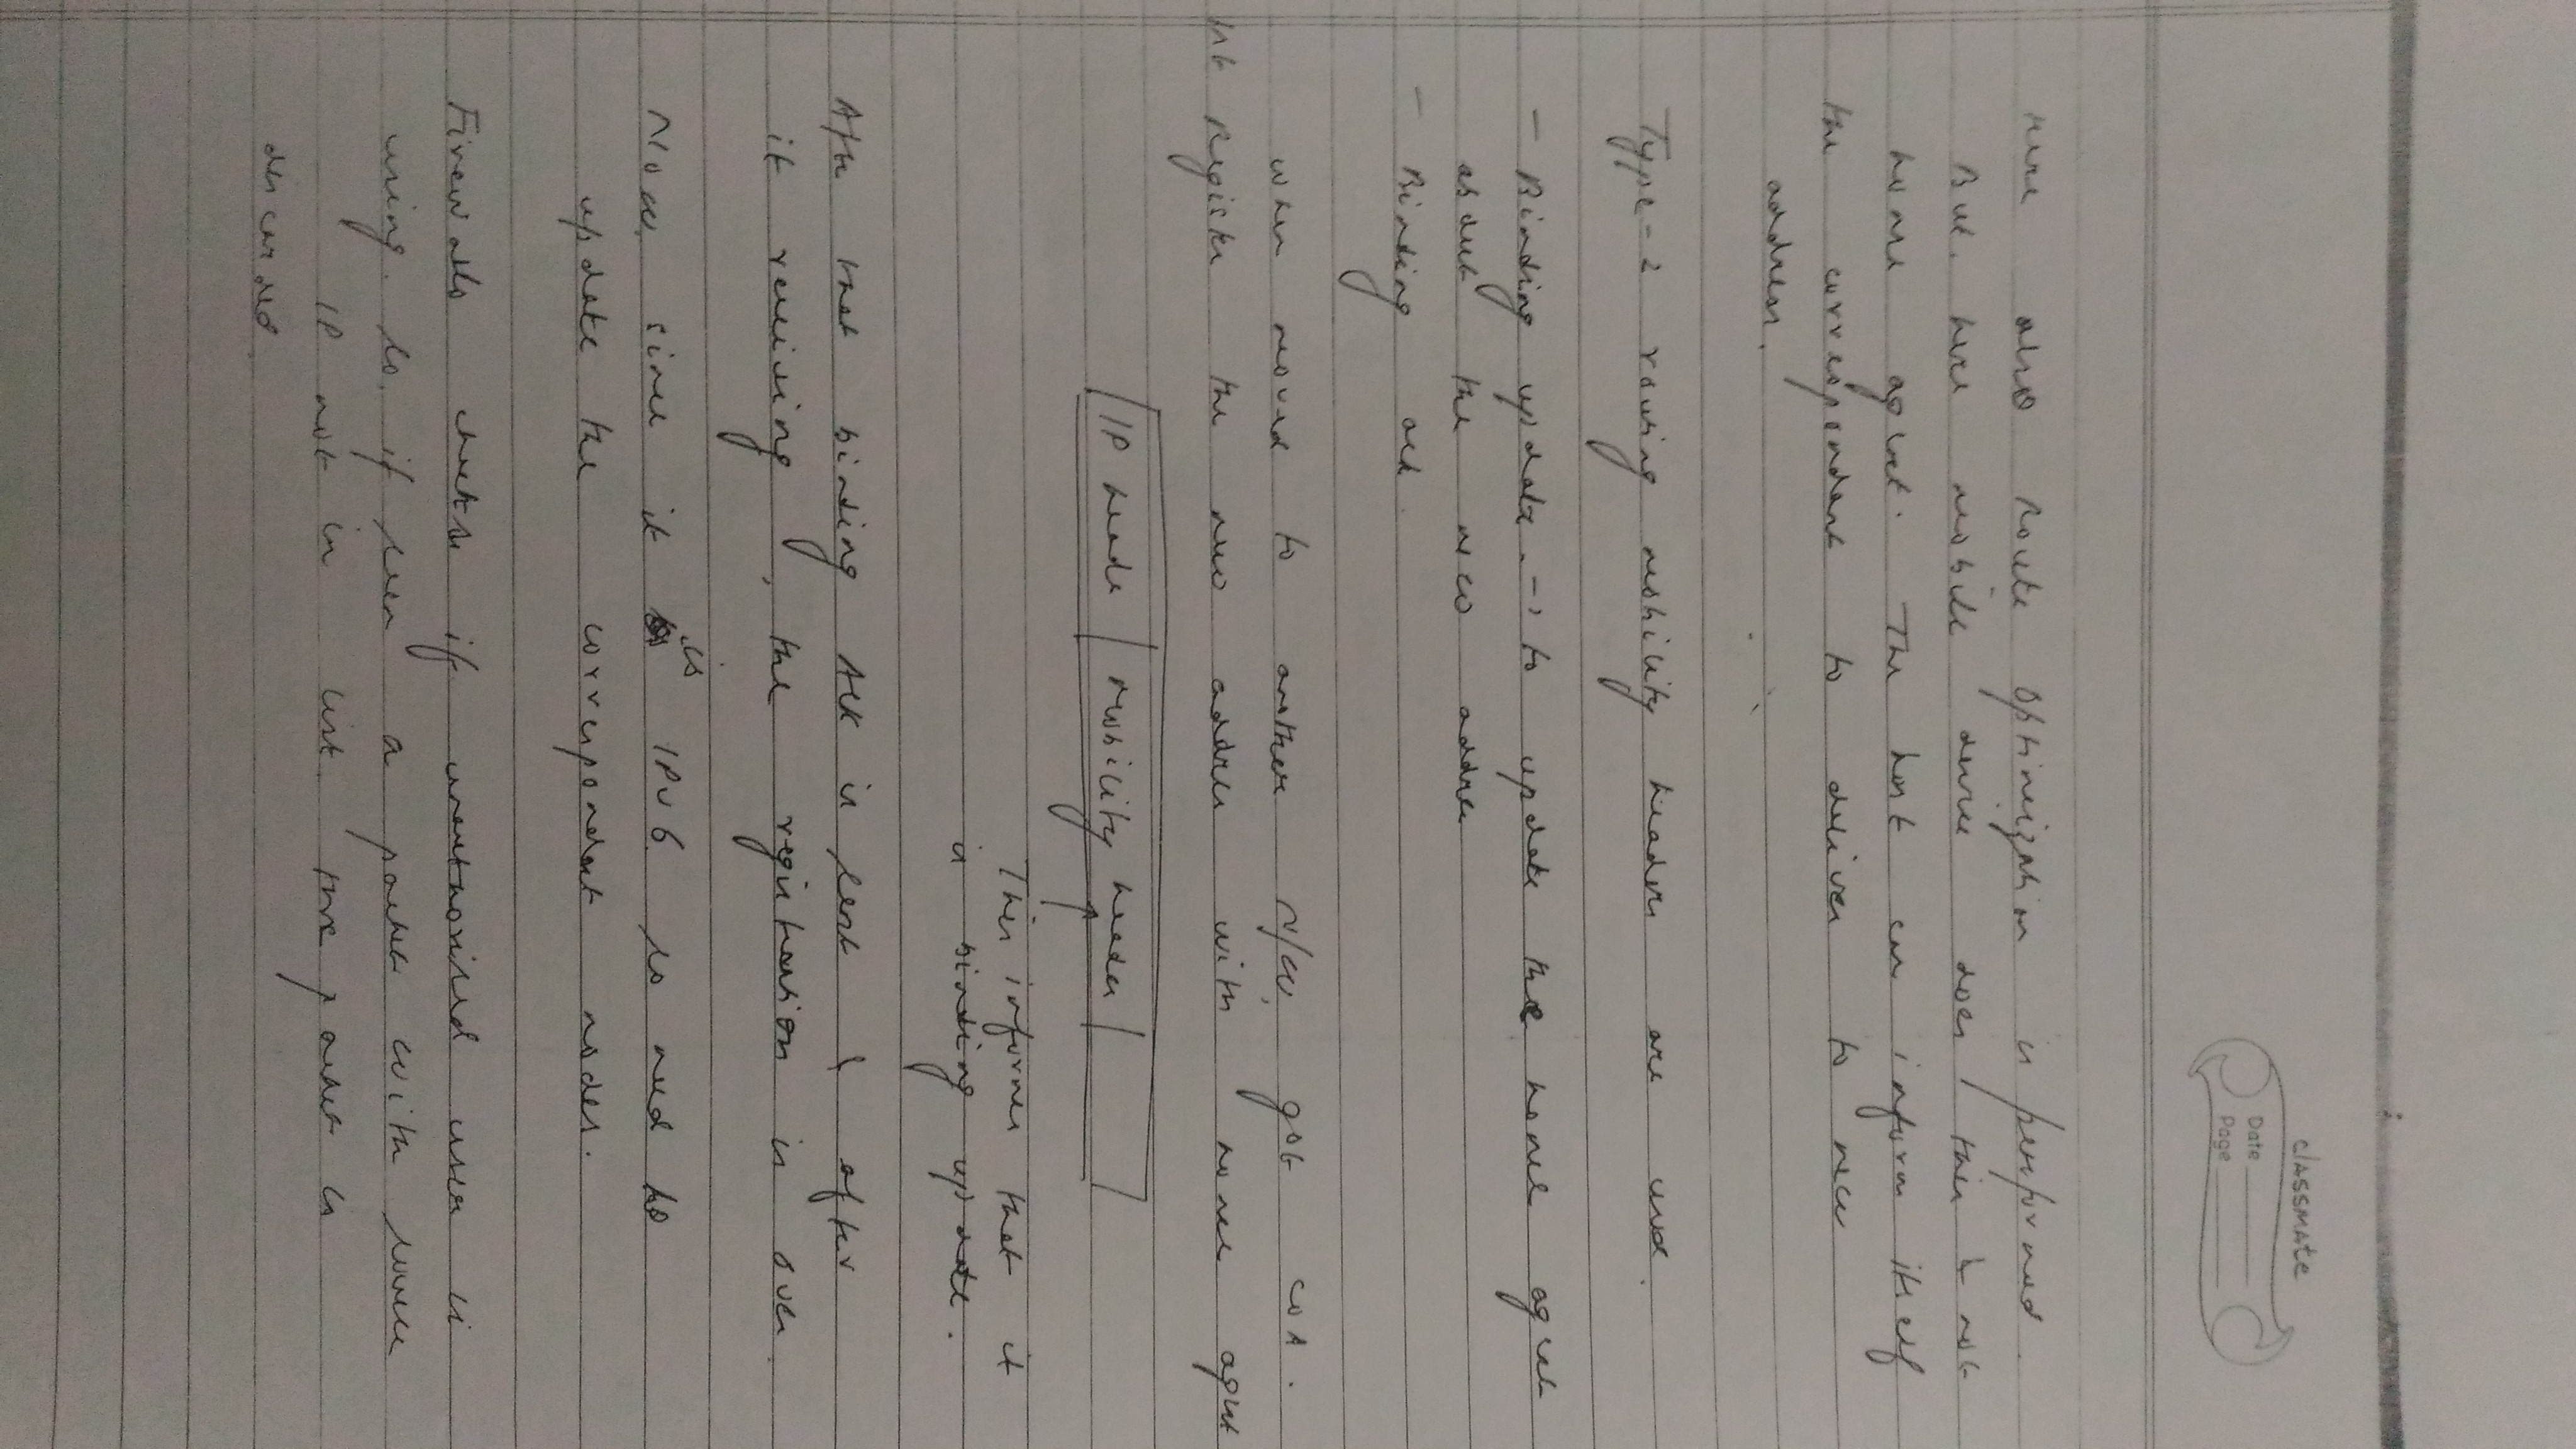 classmate
Date
Page
Here also Route Optimization is performed.
But. here mobile device does this & not
home agent. The host can inform itself
the correspondent to deliver to new
address.
Type-2 routing mobility headers are used.
- Binding update. -> to update the home agent
about the new addre
- Binding ack.
when moved to another N/W, got COA.
1st Register the new address with home agent
IP header | Mobility header |
This informes that it
is binding update.
After that binding ACK is sent & after
it receiving, the registration is over.
Now, since it is IPv6 so need to
update the correspondent nodes.
Firewalls checks if unauthorised user is
using. So, if seen a packet with source
IP not in list. the packet is
discarded.